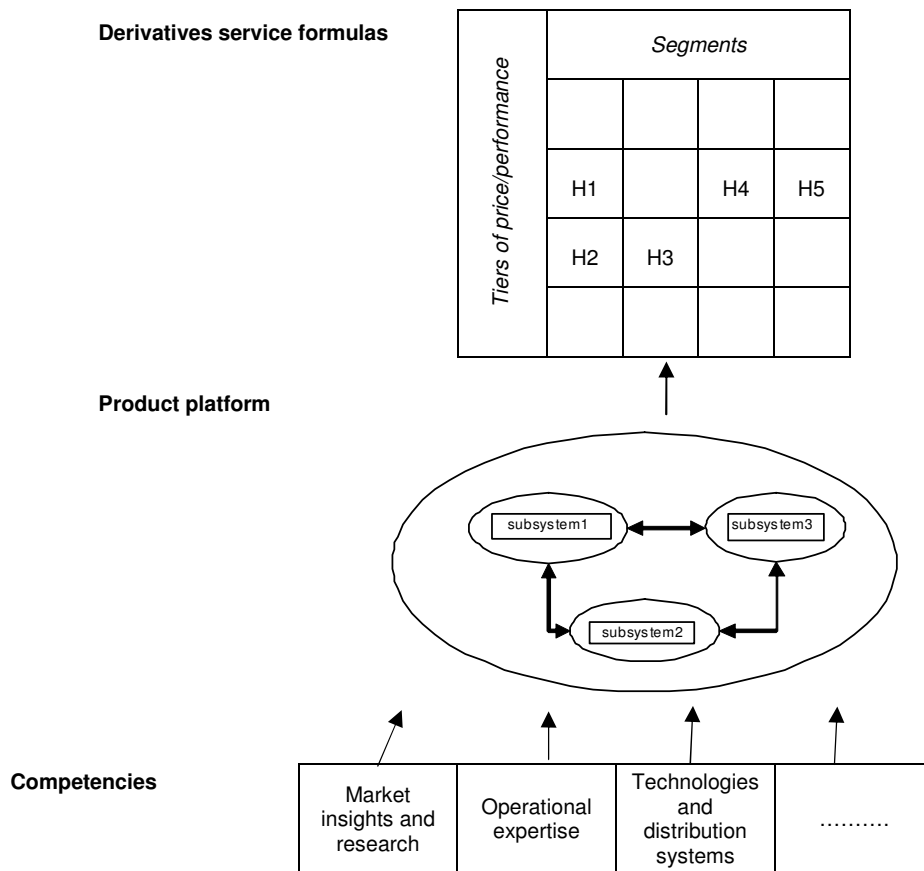 Derivatives service formulas
Segments
Tiers of price/performance
H1 H4 H5
H2 H3
Product platform
subsystem1 subsystem3
subsystem2
Competencies
Market
insights and
research
Operational
expertise
Technologies
and
distribution
systems
..........